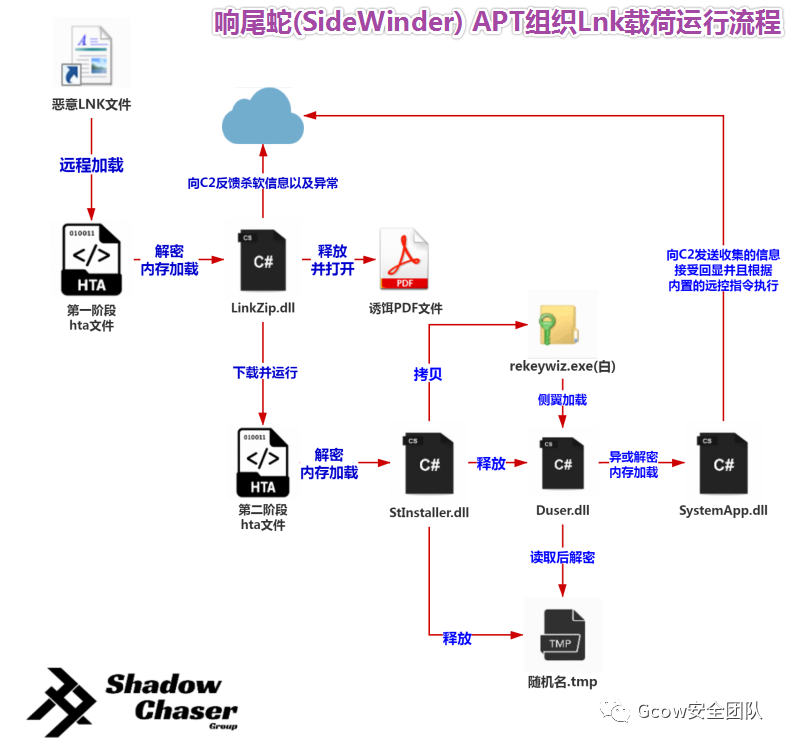 响尾蛇(SideWinder) APT组织Lnk载荷运行流程
恶意LNK文件
远程加载
向C2反馈杀软信息以及异常
010011
</>
HTA
第一阶段
hta文件
解密
内存加载
CS
C#
LinkZip.dll
释放
并打开
PDF
诱饵PDF文件
向C2发送收集的信息
接受回显并且根据
内置的远控指令执行
下载并运行
拷贝
rekeywiz.exe(白)
侧翼加载
010011
</>
HTA
第二阶段
hta文件
解密
内存加载
CS
C#
StInstaller.dll
释放
CS
C#
Duser.dll
异或解密
内存加载
CS
C#
SystemApp.dll
读取后解密
释放
TMP
随机名.tmp
Shadow
Chaser
Group
Gcow安全团队